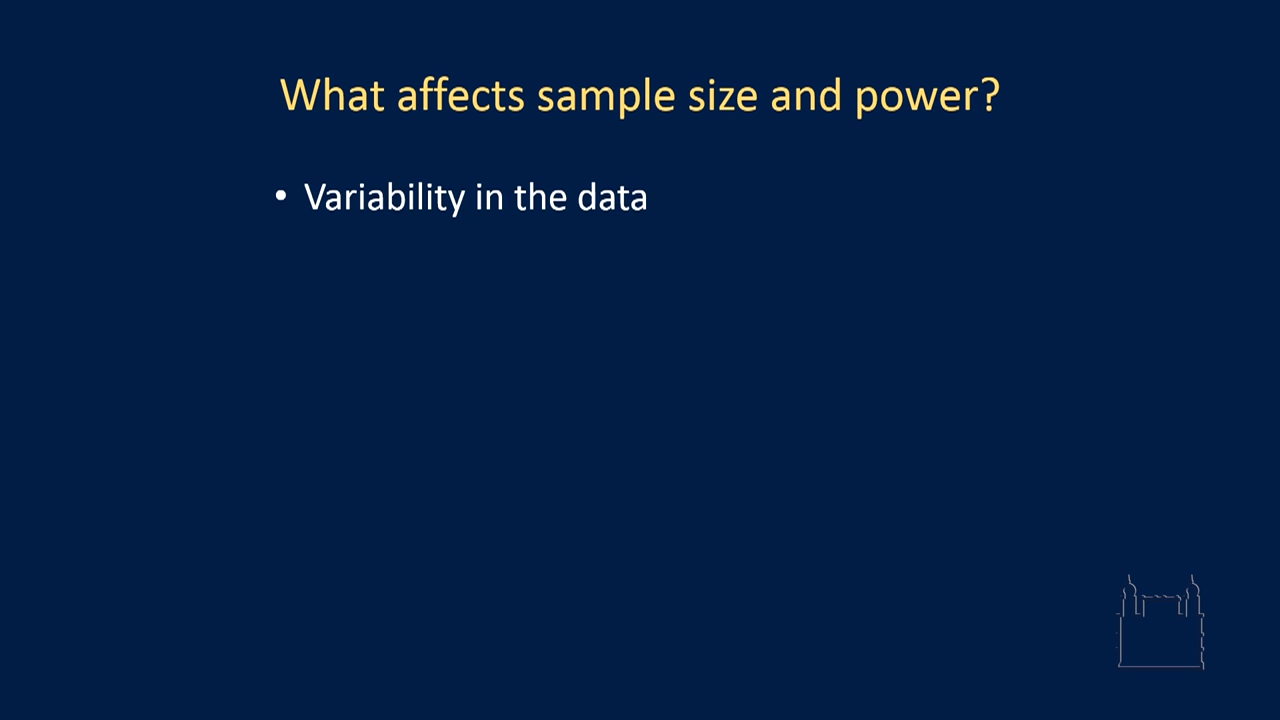 What affects sample size and power?
• Variability in the data